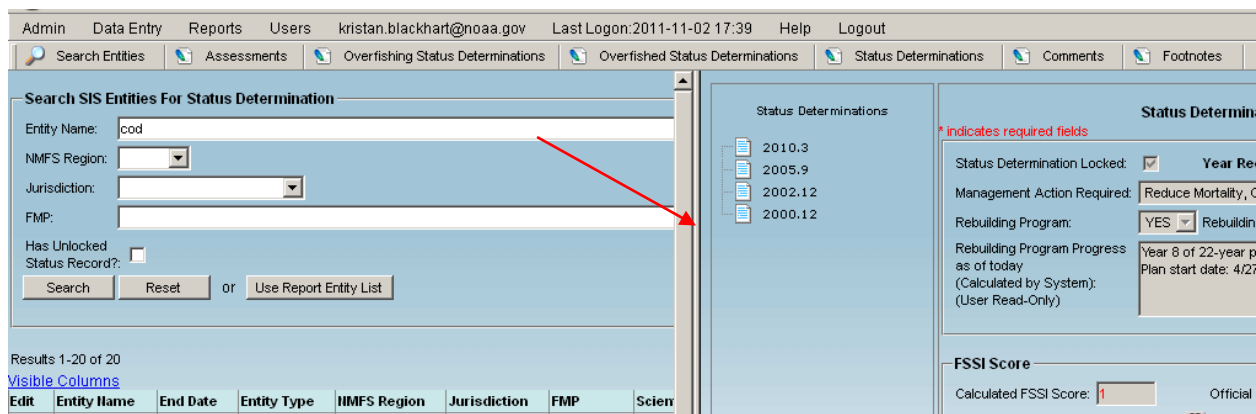 Admin Data Entry Reports Users kristan.blackhart@noaa.gov Last Logon:2011-11-02 17:39 Help Logout
Search Entities Assessments Overfishing Status Determinations Overfished Status Determinations Status Determinations Comments Footnotes
Search SIS Entities For Status Determination
Entity Name: cod
NMFS Region:
Jurisdiction:
FMP:
Has Unlocked
Status Record?:
Search Reset or Use Report Entity List
Results 1-20 of 20
Visible Columns
Edit Entity Name End Date Entity Type NMFS Region Jurisdiction FMP Scien
Status Determinations
2010.3
2005.9
2002.12
2000.12
Status Determina
* indicates required fields
Status Determination Locked: Year Re
Management Action Required: Reduce Mortality, C
Rebuilding Program: YES Rebuildin
Rebuilding Program Progress
as of today
(Calculated by System):
(User Read-Only)
Year 8 of 22-year p
Plan start date: 4/27
FSSI Score
Calculated FSSI Score: 1 Official